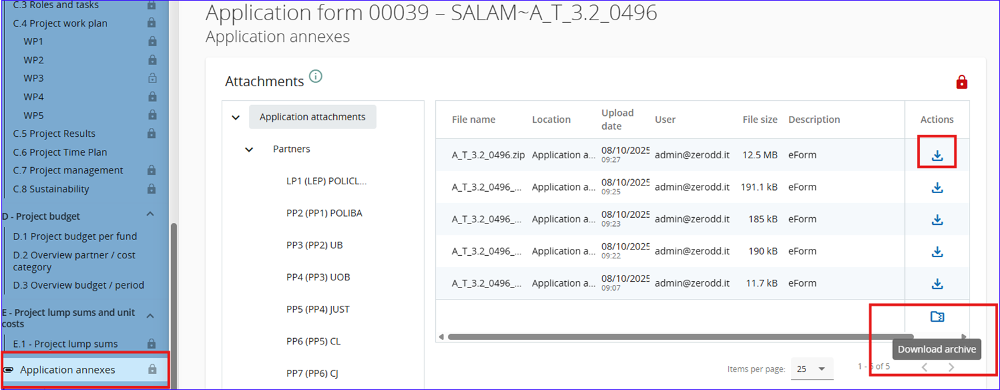 C.3 Roles and tasks
C.4 Project work plan
WP1
WP2
WP3
WP4
WP5
C.5 Project Results
C.6 Project Time Plan
C.7 Project management
C.8 Sustainability
D - Project budget
D.1 Project budget per fund
D.2 Overview partner / cost
category
D.3 Overview budget / period
E - Project lump sums and unit
costs
E.1 - Project lump sums
Application annexes
Application form 00039 – SALAM~A_T_3.2_0496
Application annexes
Attachments
Application attachments
Partners
LP1 (LEP) POLICL...
PP2 (PP1) POLIBA
PP3 (PP2) UB
PP4 (PP3) UOB
PP5 (PP4) JUST
PP6 (PP5) CL
PP7 (PP6) CJ
File name Location Upload date User File size Description Actions
A_T_3.2_0496.zip Application a... 08/10/2025 09:27 admin@zerodd.it 12.5 MB eForm
A_T_3.2_0496_... Application a... 08/10/2025 09:25 admin@zerodd.it 191.1 kB eForm
A_T_3.2_0496_... Application a... 08/10/2025 09:23 admin@zerodd.it 185 kB eForm
A_T_3.2_0496_... Application a... 08/10/2025 09:22 admin@zerodd.it 190 kB eForm
A_T_3.2_0496_... Application a... 08/10/2025 09:07 admin@zerodd.it 11.7 kB eForm
Download archive
Items per page: 25 1 - 5 of 5